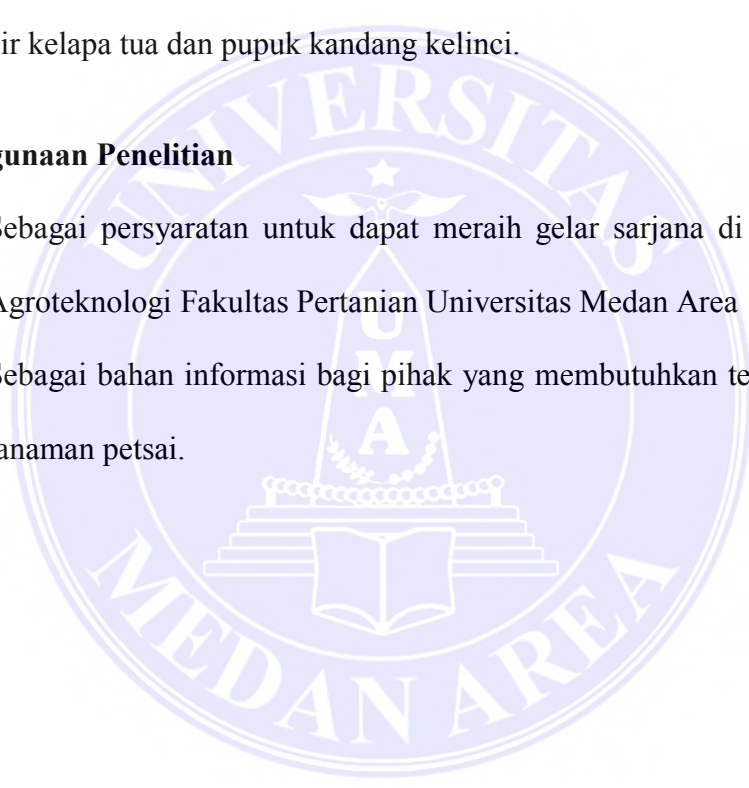 ir kelapa tua dan pupuk kandang kelinci.
gunaan Penelitian
Sebagai persyaratan untuk dapat meraih gelar sarjana di
Agroteknologi Fakultas Pertanian Universitas Medan Area
Sebagai bahan informasi bagi pihak yang membutuhkan te
anaman petsai.
UNIVERSITAS
UMA
MEDAN AREA